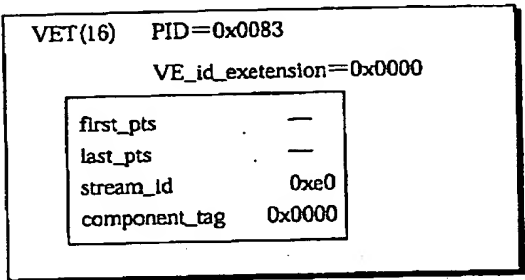 VET(16) PID=0x0083
VE_id_exetension=0x0000
first_pts —
last_pts —
stream_id 0xe0
component_tag 0x0000